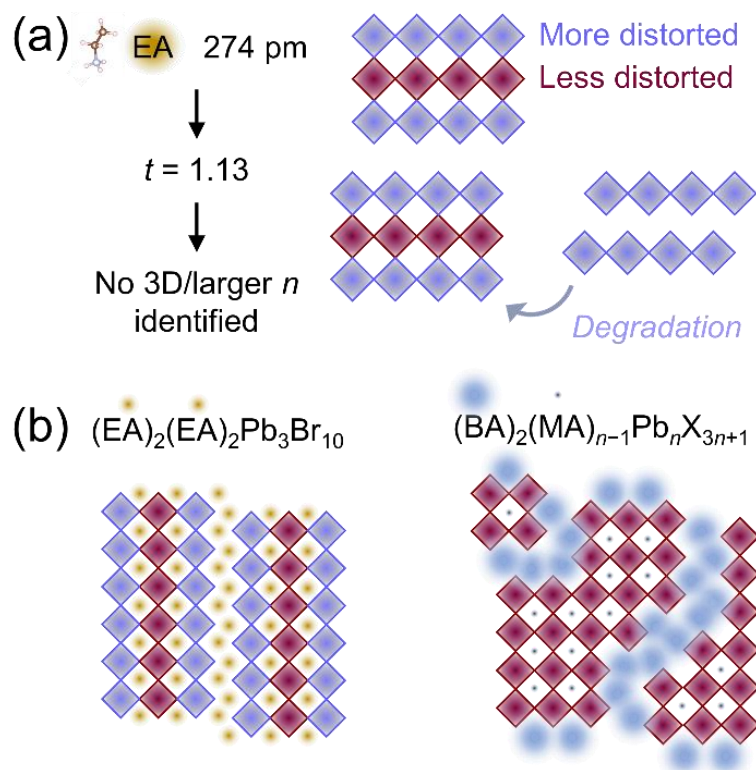 (a) EA 274 pm
t = 1.13
No 3D/larger n
identified
More distorted
Less distorted
Degradation
(b) (EA)₂(EA)₂Pb₃Br₁₀
(BA)₂(MA)ₙ₋₁PbₙX₃ₙ₊₁